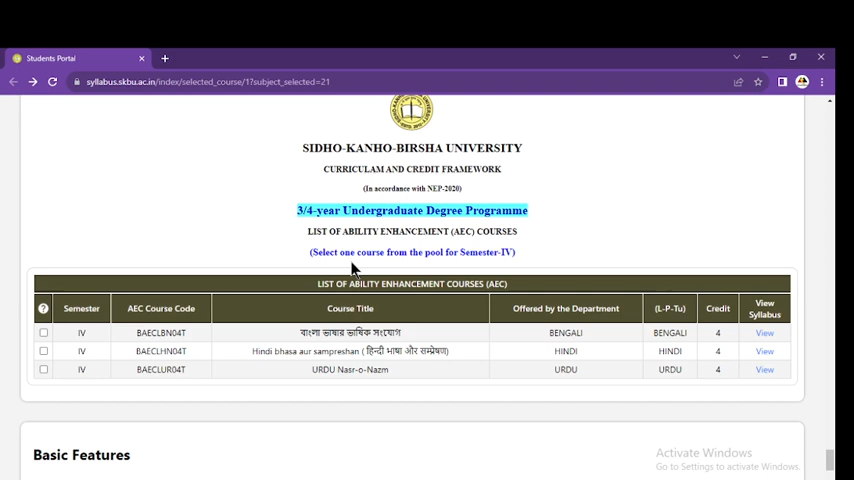 Students Portal
syllabus.skbu.ac.in/index/selected_course/1?subject_selected=21
SIDHO-KANHO-BIRSHA UNIVERSITY
CURRICULAM AND CREDIT FRAMEWORK
(In accordance with NEP-2020)
3/4-year Undergraduate Degree Programme
LIST OF ABILITY ENHANCEMENT (AEC) COURSES
(Select one course from the pool for Semester-IV)
LIST OF ABILITY ENHANCEMENT COURSES (AEC)
? Semester AEC Course Code Course Title Offered by the Department (L-P-Tu) Credit View Syllabus
IV BAECLBN04T বাংলা ভাষার ভাষিক সংযোগ BENGALI BENGALI 4 View
IV BAECLHN04T Hindi bhasa aur sampreshan ( हिन्दी भाषा और सम्प्रेषण) HINDI HINDI 4 View
IV BAECLUR04T URDU Nasr-o-Nazm URDU URDU 4 View
Basic Features
Activate Windows
Go to Settings to activate Windows.